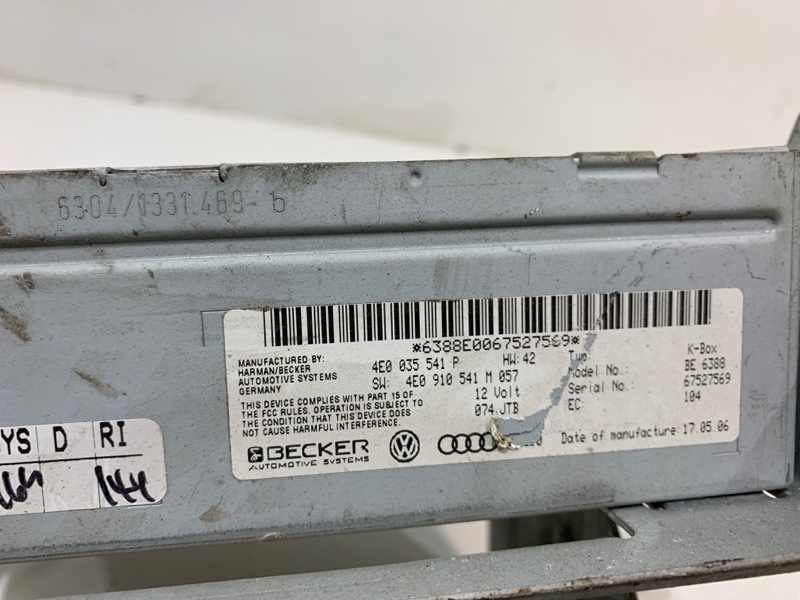 6304/1331.469- b
*6388E0067527569*
MANUFACTURED BY:
HARMAN/BECKER
AUTOMOTIVE SYSTEMS
GERMANY
4E0 035 541 P HW: 42
SW: 4E0 910 541 M 057
12 Volt
074 JTB
THIS DEVICE COMPLIES WITH PART 15 OF
THE FCC RULES. OPERATION IS SUBJECT TO
THE CONDITION THAT THIS DEVICE DOES
NOT CAUSE HARMFUL INTERFERENCE.
Typ: K-Box
Model No.: BE 6388
Serial No.: 67527569
EC 104
BECKER
AUTOMOTIVE SYSTEMS
Date of manufacture: 17.05.06
YS D RI
144